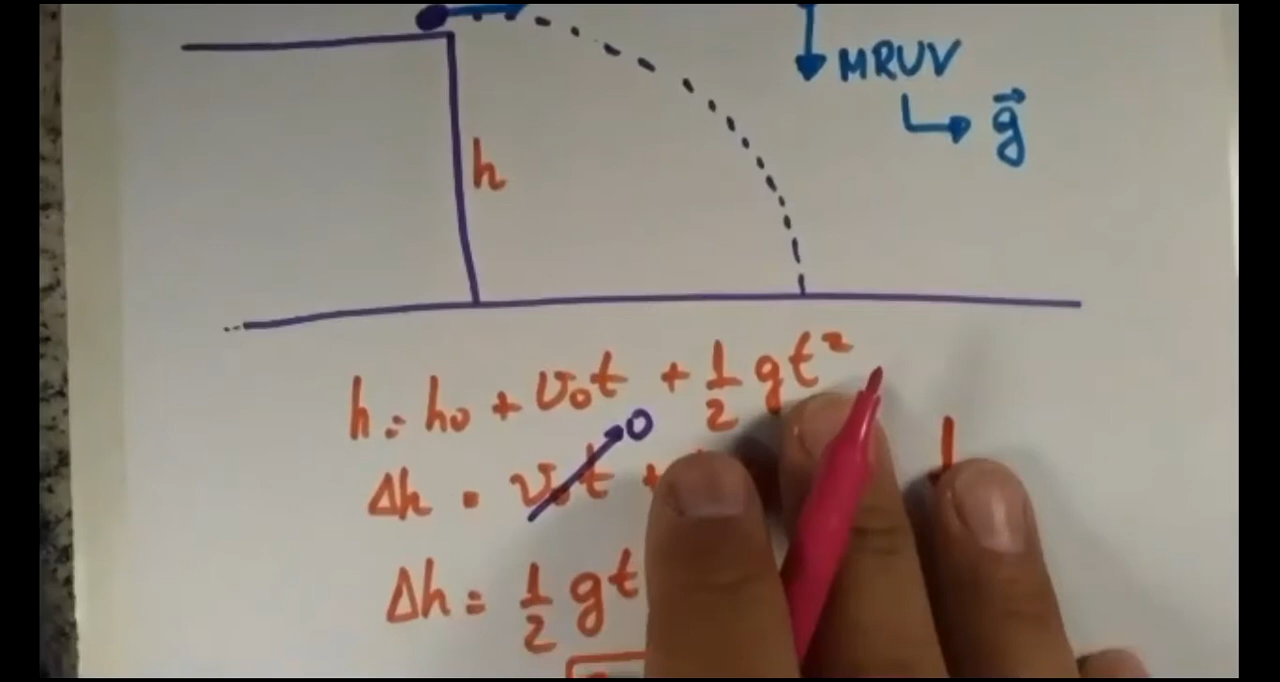 MRUV
g⃗
h
h = h₀ + v₀t + 1/2 gt²
Δh = v₀t + 0
Δh = 1/2 gt